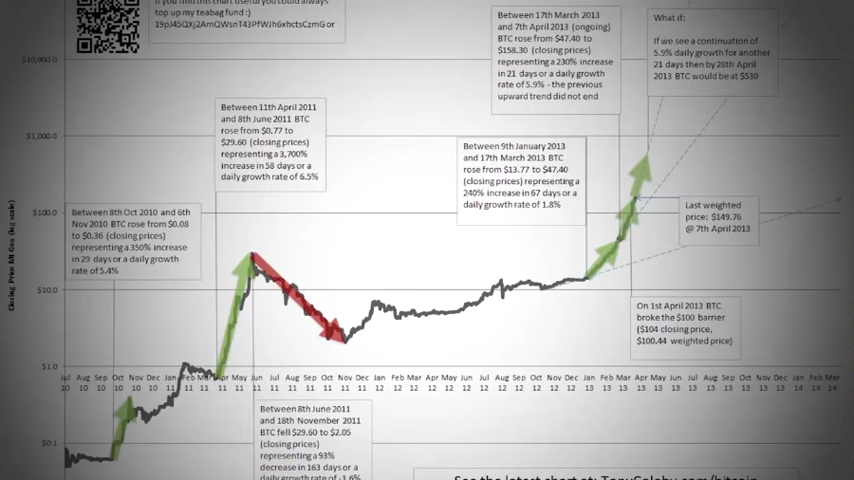 If you find this chart useful you could always
top up my teabag fund :)
Between 17th March 2013
and 7th April 2013 (ongoing)
BTC rose from $47.40 to
$158.30 (closing prices)
representing a 230% increase
in 21 days or a daily growth
rate of 5.9% - the previous
upward trend did not end
What if:
If we see a continuation of
5.9% daily growth for another
21 days then by 28th April
2013 BTC would be at $530
$10,000.0
Between 11th April 2011
and 8th June 2011 BTC
rose from $0.77 to
$29.60 (closing prices)
representing a 3,700%
increase in 58 days or a
daily growth rate of 6.5%
$1,000.0
Between 9th January 2013
and 17th March 2013 BTC
rose from $13.77 to $47.40
(closing prices) representing a
240% increase in 67 days or a
daily growth rate of 1.8%
Between 8th Oct 2010 and 6th
Nov 2010 BTC rose from $0.08
to $0.36 (closing prices)
representing a 350% increase
in 29 days or a daily growth
rate of 5.4%
$100.0
Last weighted
price: $149.76
@ 7th April 2013
Closing Price Mt Gox (log scale)
$10.0
On 1st April 2013 BTC
broke the $100 barrier
($104 closing price,
$100.44 weighted price)
$1.0
Jul Aug Sep Oct Nov Dec Jan Feb Mar Apr May Jun Jul Aug Sep Oct Nov Dec Jan Feb Mar Apr May Jun Jul Aug Sep Oct Nov Dec Jan Feb Mar Apr May Jun Jul Aug Sep Oct Nov Dec Jan Feb Mar
10 10 10 10 10 10 11 11 11 11 11 11 11 11 11 11 11 11 12 12 12 12 12 12 12 12 12 12 12 12 13 13 13 13 13 13 13 13 13 13 13 13 14 14 14
Between 8th June 2011
and 18th November 2011
BTC fell $29.60 to $2.05
(closing prices)
representing a 93%
decrease in 163 days or a
daily growth rate of -1.6%
$0.1
See the latest chart at: TonyGalaby.com/bitcoin